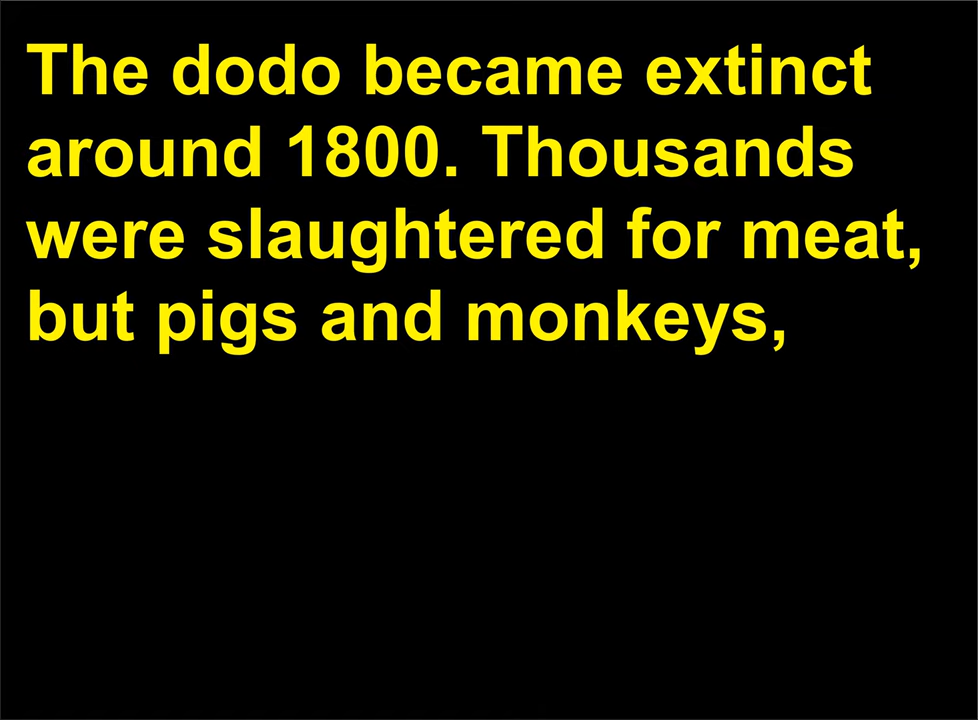 The dodo became extinct
around 1800. Thousands
were slaughtered for meat,
but pigs and monkeys,